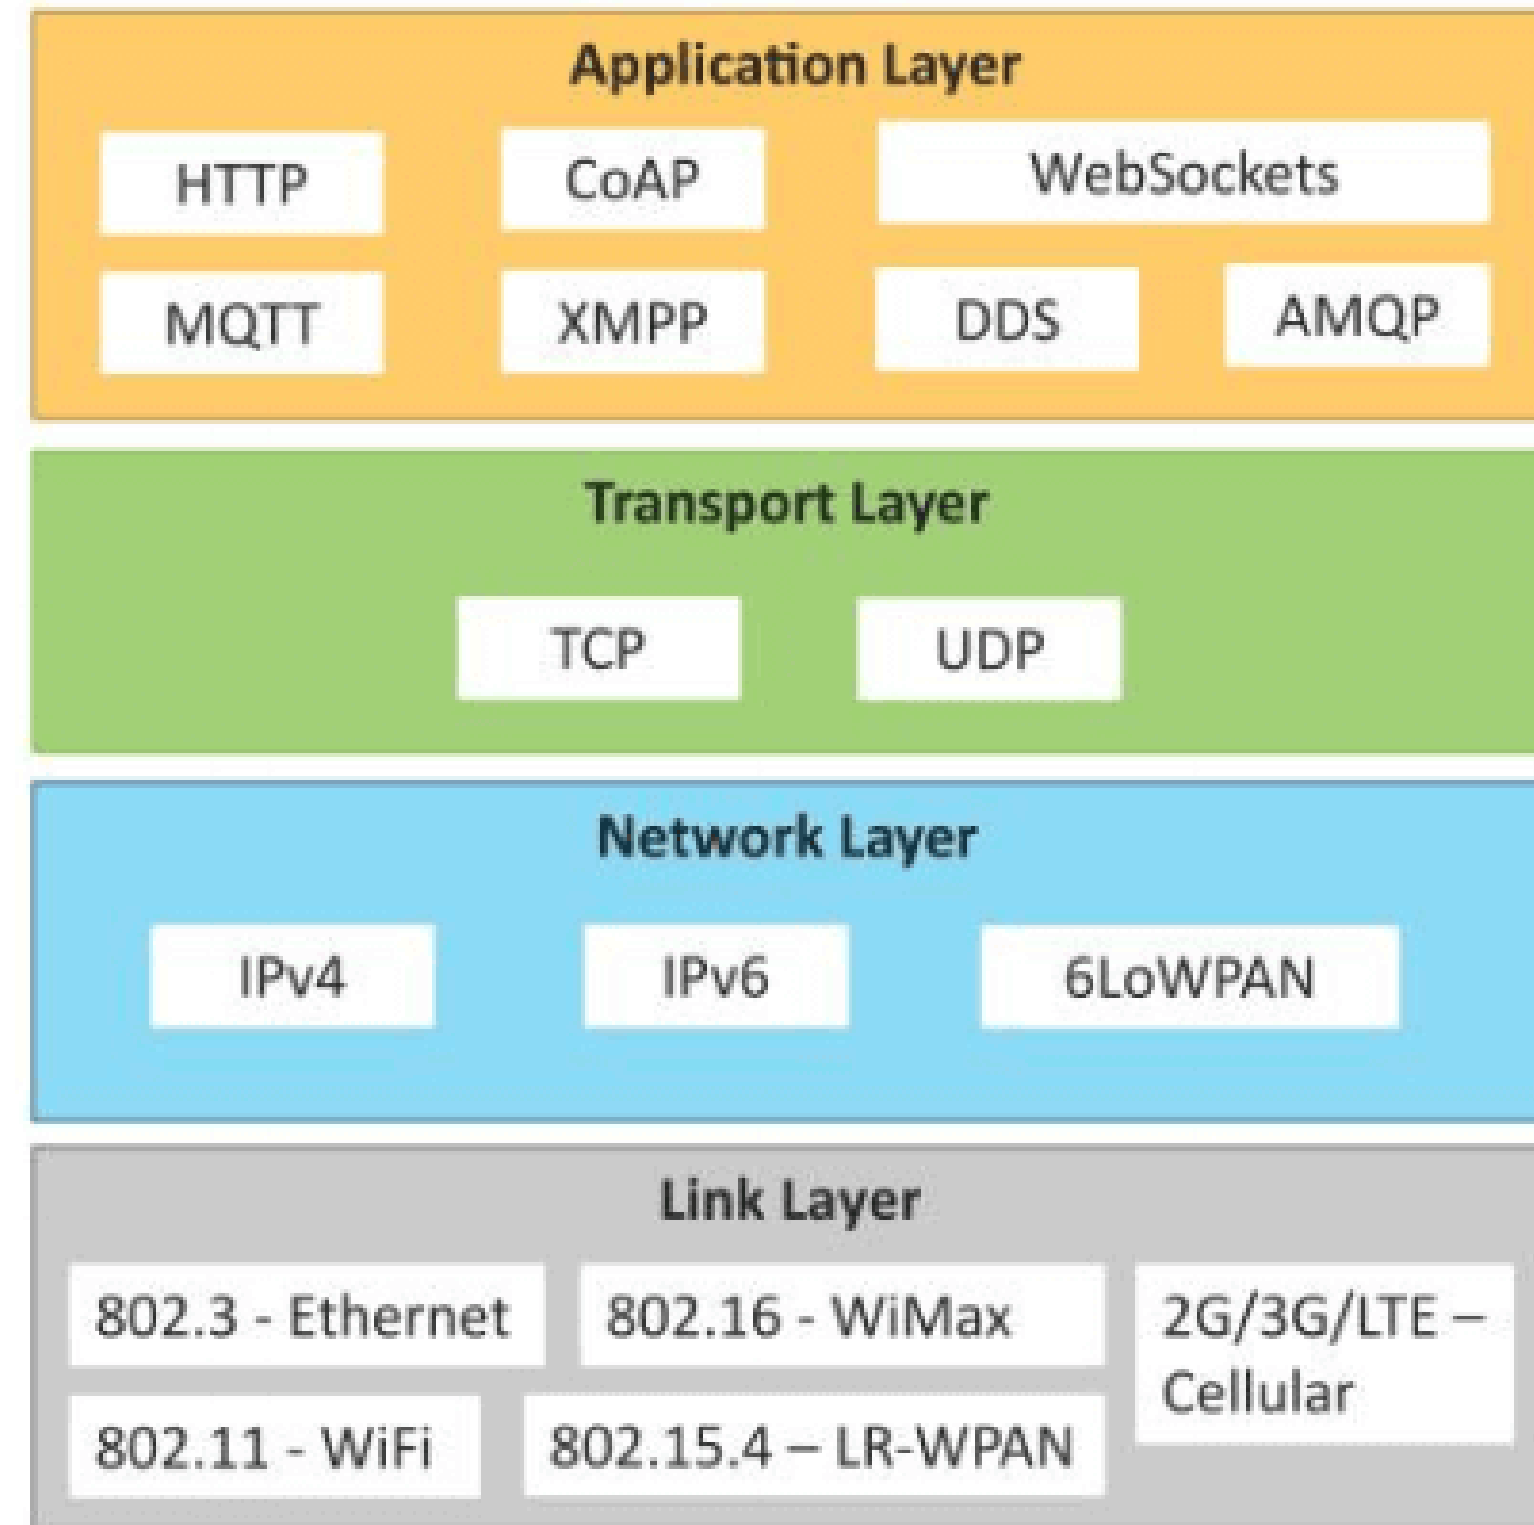 Application Layer
HTTP
CoAP
WebSockets
MQTT
XMPP
DDS
AMQP
Transport Layer
TCP
UDP
Network Layer
IPv4
IPv6
6LoWPAN
Link Layer
802.3 - Ethernet
802.16 - WiMax
2G/3G/LTE –
Cellular
802.11 - WiFi
802.15.4 – LR-WPAN